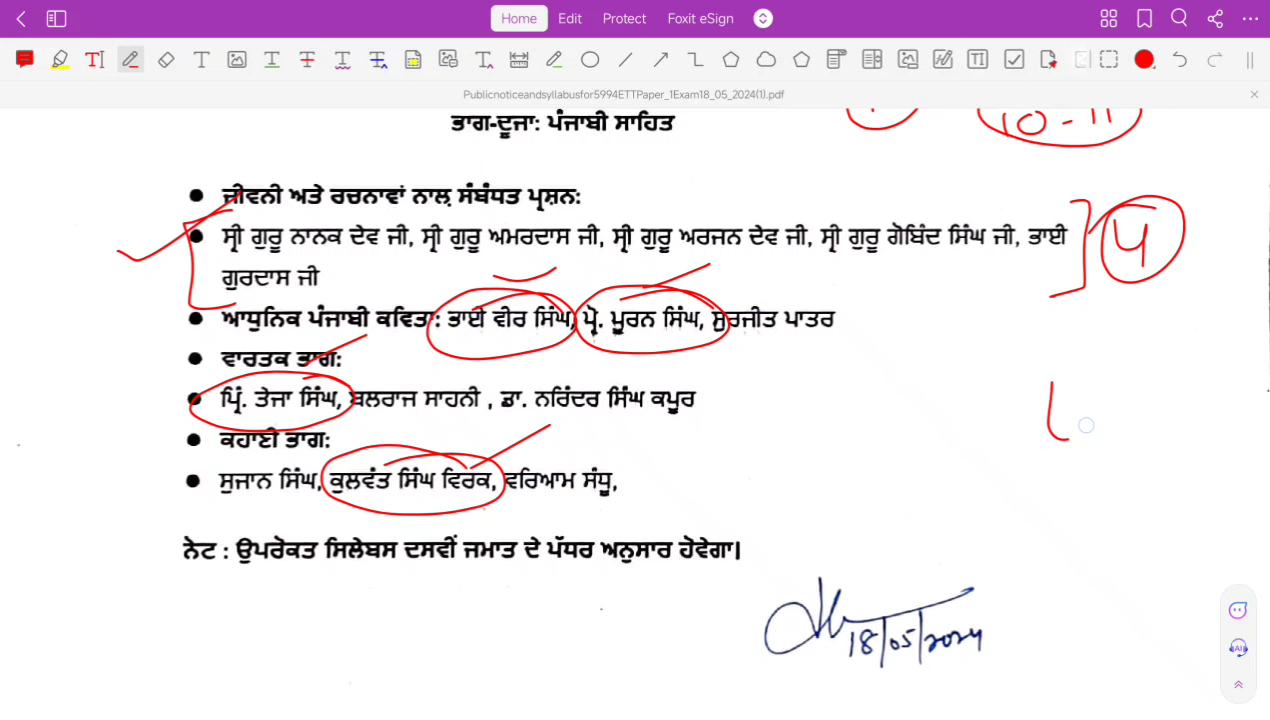 Home Edit Protect Foxit eSign
Publicnoticeandsyllabusfor5994ETTPaper_1Exam18_05_2024(1).pdf
ਭਾਗ-ਦੂਜਾ: ਪੰਜਾਬੀ ਸਾਹਿਤ
10-11
ਜੀਵਨੀ ਅਤੇ ਰਚਨਾਵਾਂ ਨਾਲ਼ ਸੰਬੰਧਤ ਪ੍ਰਸ਼ਨ:
ਸ੍ਰੀ ਗੁਰੂ ਨਾਨਕ ਦੇਵ ਜੀ, ਸ੍ਰੀ ਗੁਰੂ ਅਮਰਦਾਸ ਜੀ, ਸ੍ਰੀ ਗੁਰੂ ਅਰਜਨ ਦੇਵ ਜੀ, ਸ੍ਰੀ ਗੁਰੂ ਗੋਬਿੰਦ ਸਿੰਘ ਜੀ, ਭਾਈ
ਗੁਰਦਾਸ ਜੀ
ਆਧੁਨਿਕ ਪੰਜਾਬੀ ਕਵਿਤਾ: ਭਾਈ ਵੀਰ ਸਿੰਘ, ਪ੍ਰੋ. ਪੂਰਨ ਸਿੰਘ, ਸੁਰਜੀਤ ਪਾਤਰ
ਵਾਰਤਕ ਭਾਗ:
ਪ੍ਰਿੰ. ਤੇਜਾ ਸਿੰਘ, ਬਲਰਾਜ ਸਾਹਨੀ , ਡਾ. ਨਰਿੰਦਰ ਸਿੰਘ ਕਪੂਰ
ਕਹਾਣੀ ਭਾਗ:
ਸੁਜਾਨ ਸਿੰਘ, ਕੁਲਵੰਤ ਸਿੰਘ ਵਿਰਕ, ਵਰਿਆਮ ਸੰਧੂ,
ਨੋਟ : ਉਪਰੋਕਤ ਸਿਲੇਬਸ ਦਸਵੀਂ ਜਮਾਤ ਦੇ ਪੱਧਰ ਅਨੁਸਾਰ ਹੋਵੇਗਾ।
18/05/2024